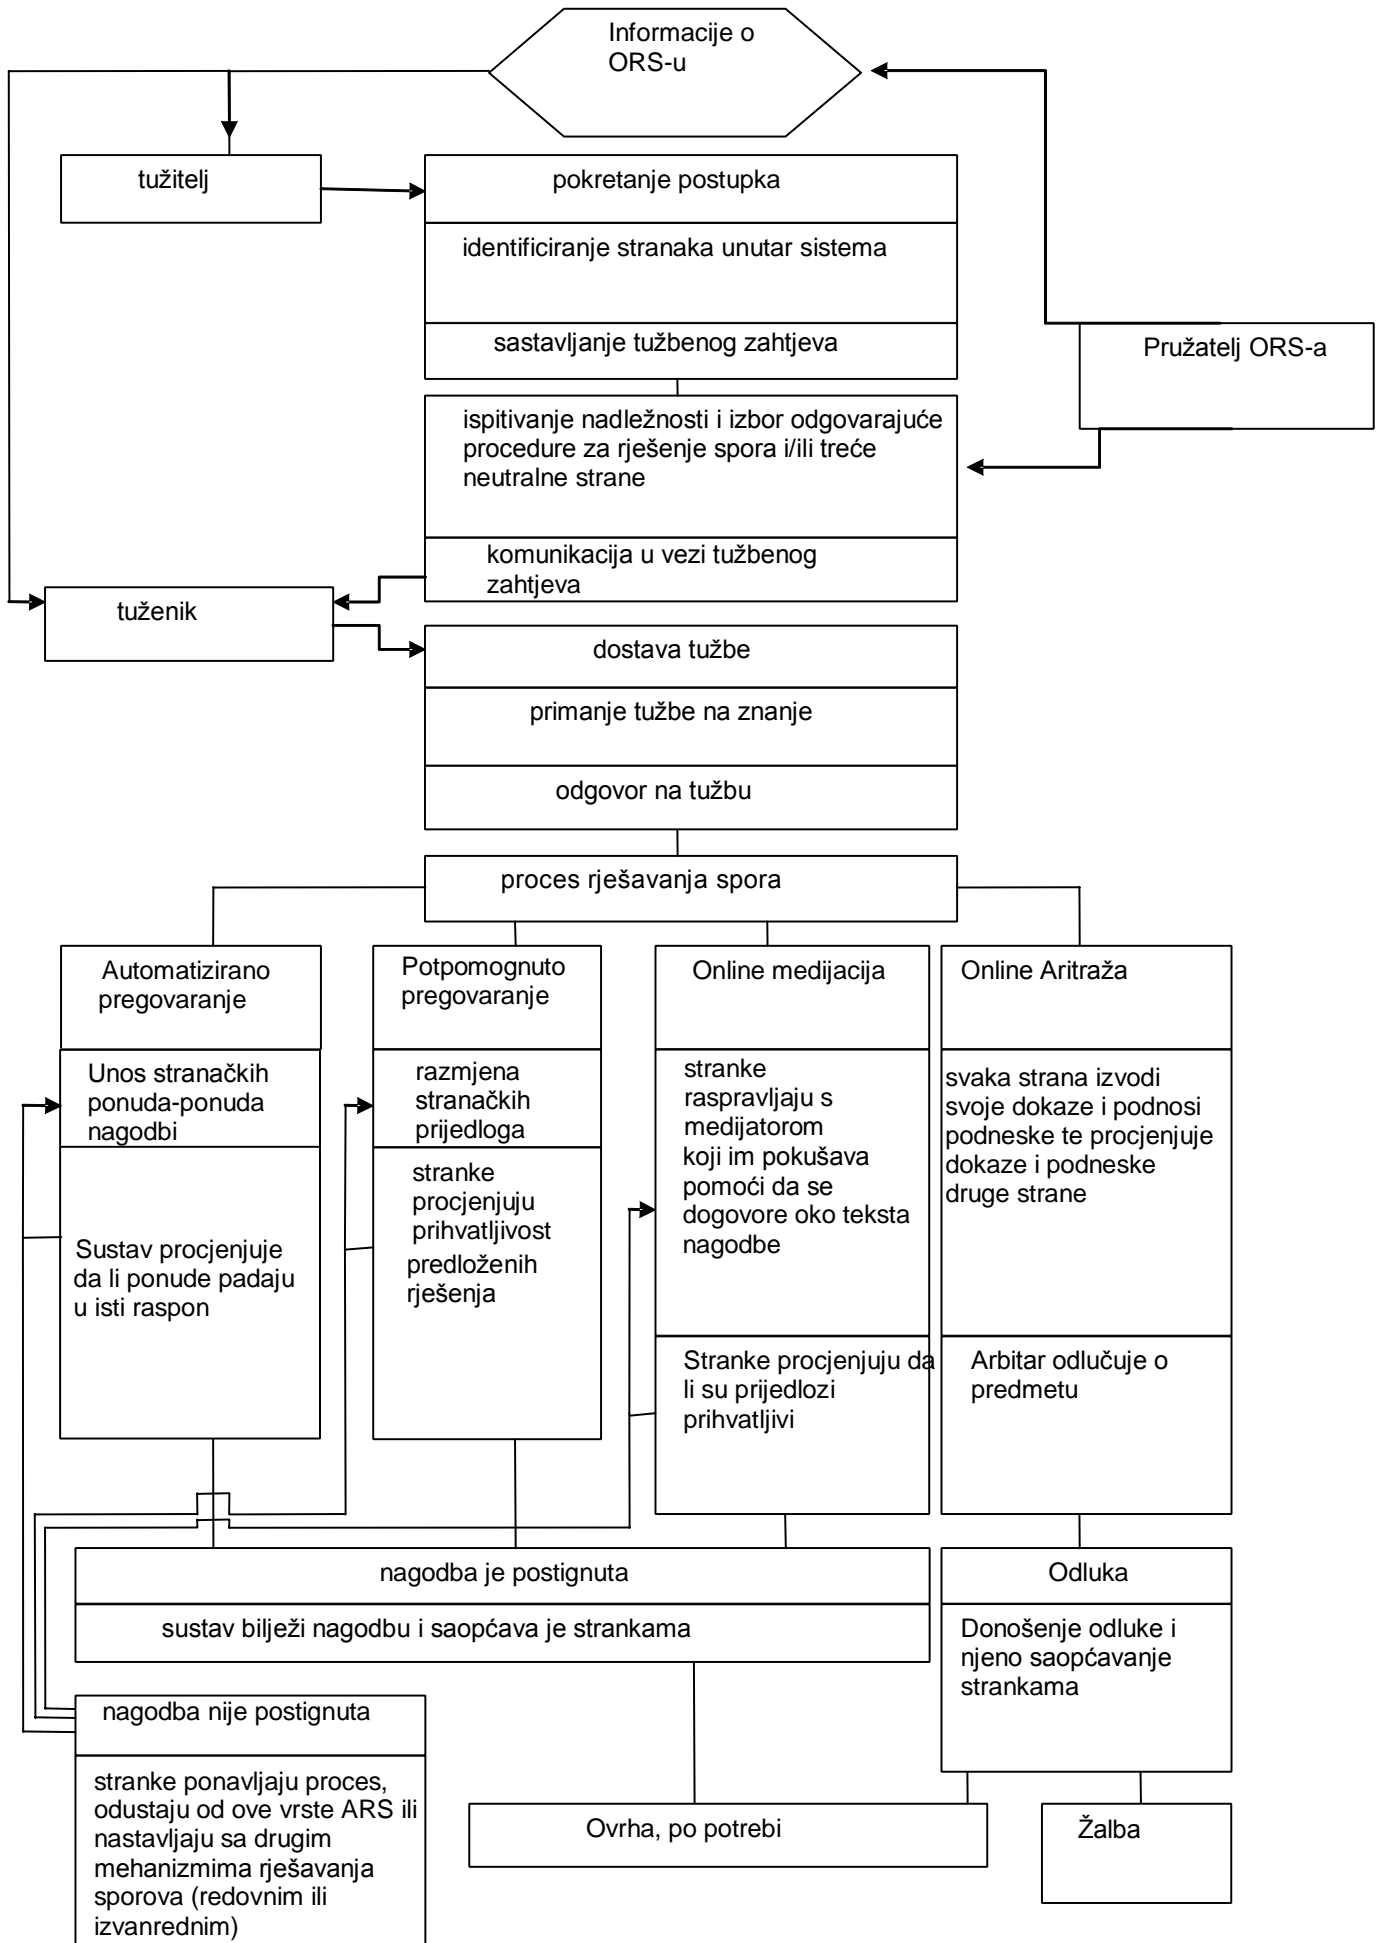 Informacije o
ORS-u
tužitelj
pokretanje postupka
identificiranje stranaka unutar sistema
sastavljanje tužbenog zahtjeva
Pružatelj ORS-a
ispitivanje nadležnosti i izbor odgovarajuće
procedure za rješenje spora i/ili treće
neutralne strane
komunikacija u vezi tužbenog
zahtjeva
tuženik
dostava tužbe
primanje tužbe na znanje
odgovor na tužbu
proces rješavanja spora
Automatizirano
pregovaranje
Unos stranačkih
ponuda-ponuda
nagodbi
Sustav procjenjuje
da li ponude padaju
u isti raspon
Potpomognuto
pregovaranje
razmjena
stranačkih
prijedloga
stranke
procjenjuju
prihvatljivost
predloženih
rješenja
Online medijacija
stranke
raspravljaju s
medijatorom
koji im pokušava
pomoći da se
dogovore oko teksta
nagodbe
Stranke procjenjuju da
li su prijedlozi
prihvatljivi
Online Aritraža
svaka strana izvodi
svoje dokaze i podnosi
podneske te procjenjuje
dokaze i podneske
druge strane
Arbitar odlučuje o
predmetu
nagodba je postignuta
sustav bilježi nagodbu i saopćava je strankama
Odluka
Donošenje odluke i
njeno saopćavanje
strankama
nagodba nije postignuta
stranke ponavljaju proces,
odustaju od ove vrste ARS ili
nastavljaju sa drugim
mehanizmima rješavanja
sporova (redovnim ili
izvanrednim)
Ovrha, po potrebi
Žalba